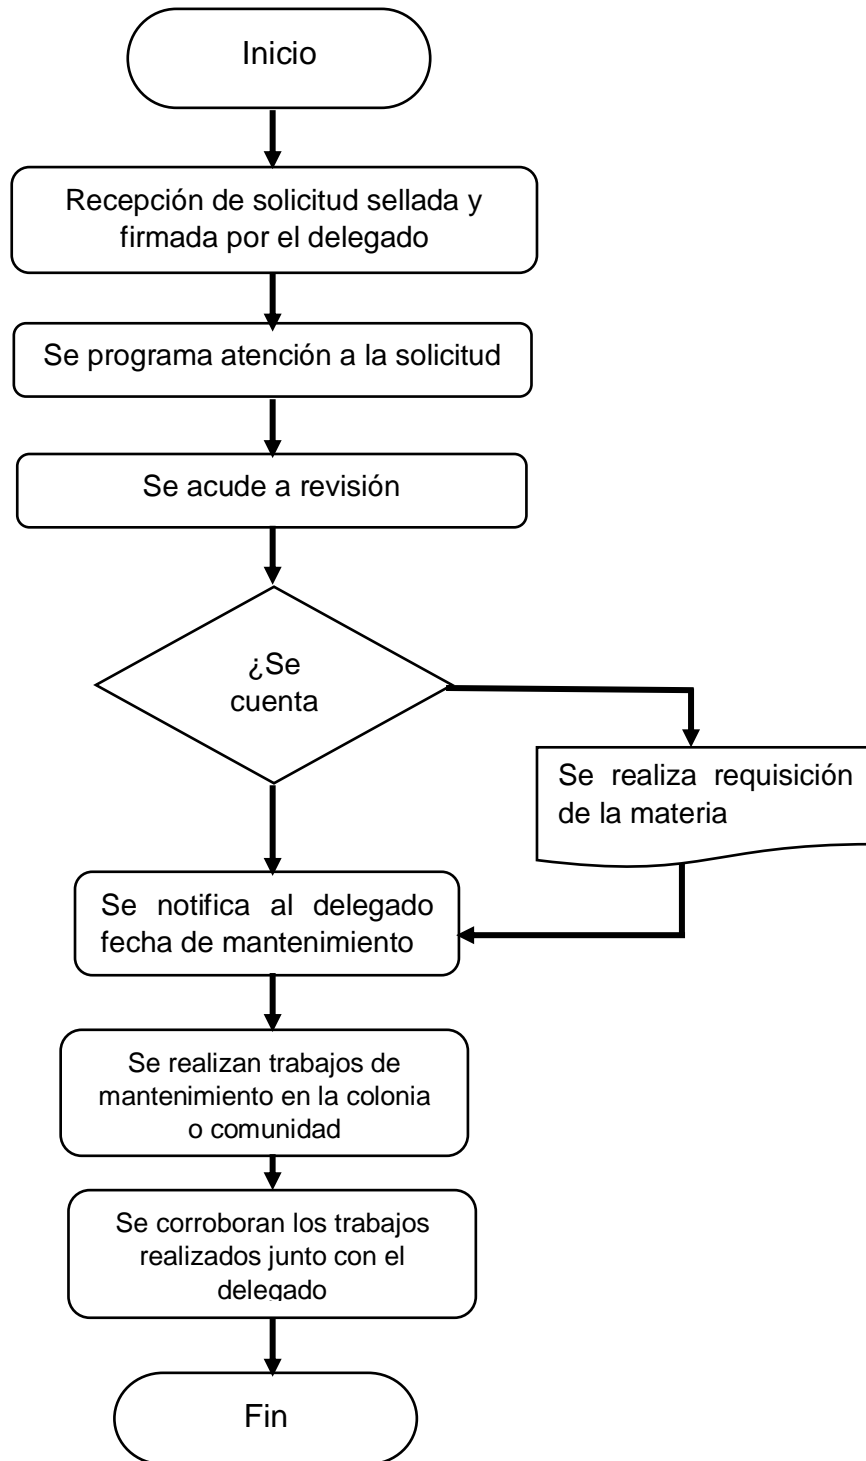 Inicio
Recepción de solicitud sellada y
firmada por el delegado
Se programa atención a la solicitud
Se acude a revisión
¿Se
cuenta
Se realiza requisición
de la materia
Se notifica al delegado
fecha de mantenimiento
Se realizan trabajos de
mantenimiento en la colonia
o comunidad
Se corroboran los trabajos
realizados junto con el
delegado
Fin